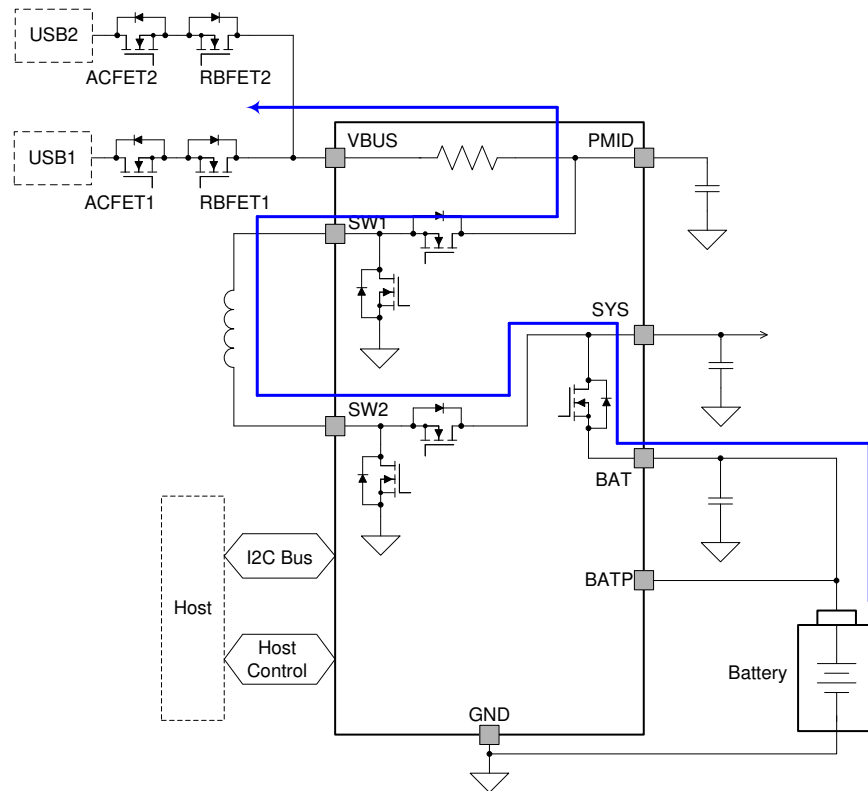 USB2
ACFET2
RBFET2
USB1
ACFET1
RBFET1
VBUS
PMID
SW1
SYS
SW2
BAT
I2C Bus
BATP
Host
Host
Control
Battery
GND